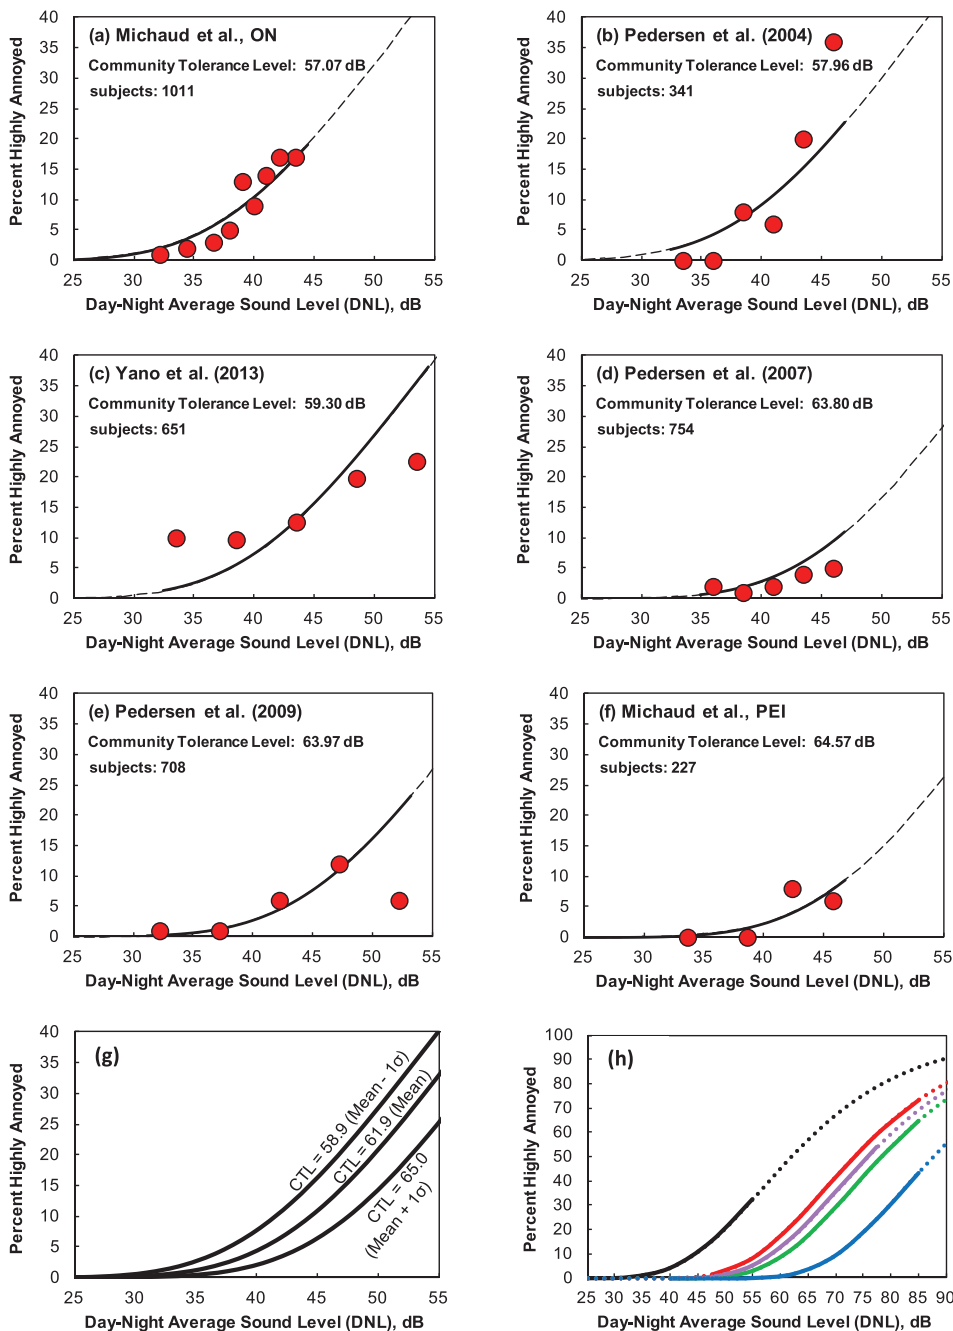 (a) Michaud et al., ON
Community Tolerance Level: 57.07 dB
subjects: 1011
Percent Highly Annoyed
40
35
30
25
20
15
10
5
0
25 30 35 40 45 50 55
Day-Night Average Sound Level (DNL), dB
(b) Pedersen et al. (2004)
Community Tolerance Level: 57.96 dB
subjects: 341
Percent Highly Annoyed
40
35
30
25
20
15
10
5
0
25 30 35 40 45 50 55
Day-Night Average Sound Level (DNL), dB
(c) Yano et al. (2013)
Community Tolerance Level: 59.30 dB
subjects: 651
Percent Highly Annoyed
40
35
30
25
20
15
10
5
0
25 30 35 40 45 50 55
Day-Night Average Sound Level (DNL), dB
(d) Pedersen et al. (2007)
Community Tolerance Level: 63.80 dB
subjects: 754
Percent Highly Annoyed
40
35
30
25
20
15
10
5
0
25 30 35 40 45 50 55
Day-Night Average Sound Level (DNL), dB
(e) Pedersen et al. (2009)
Community Tolerance Level: 63.97 dB
subjects: 708
Percent Highly Annoyed
40
35
30
25
20
15
10
5
0
25 30 35 40 45 50 55
Day-Night Average Sound Level (DNL), dB
(f) Michaud et al., PEI
Community Tolerance Level: 64.57 dB
subjects: 227
Percent Highly Annoyed
40
35
30
25
20
15
10
5
0
25 30 35 40 45 50 55
Day-Night Average Sound Level (DNL), dB
(g)
CTL = 58.9 (Mean - 1σ)
CTL = 61.9 (Mean)
CTL = 65.0
(Mean + 1σ)
Percent Highly Annoyed
40
35
30
25
20
15
10
5
0
25 30 35 40 45 50 55
Day-Night Average Sound Level (DNL), dB
(h)
Percent Highly Annoyed
100
90
80
70
60
50
40
30
20
10
0
25 30 35 40 45 50 55 60 65 70 75 80 85 90
Day-Night Average Sound Level (DNL), dB